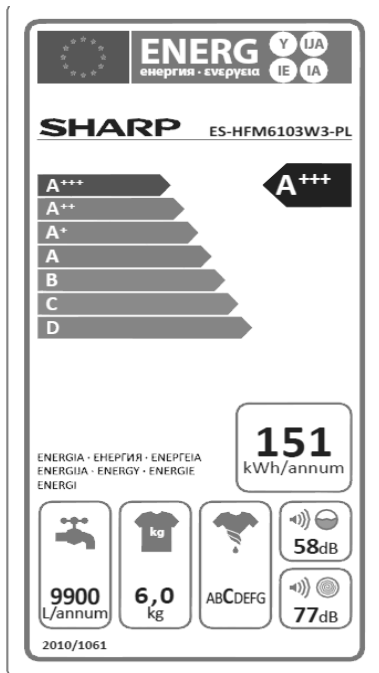 ENERG
енергия · ενεργεια
Y
IJA
IE
IA
SHARP
ES-HFM6103W3-PL
A+++
A+++
A++
A+
A
B
C
D
151
kWh/annum
ENERGIA · ЕНЕРГИЯ · ΕΝΕΡΓΕΙΑ
ENERGIJA · ENERGY · ENERGIE
ENERGI
9900
L/annum
kg
6,0
kg
ABCDEFG
58dB
77dB
2010/1061